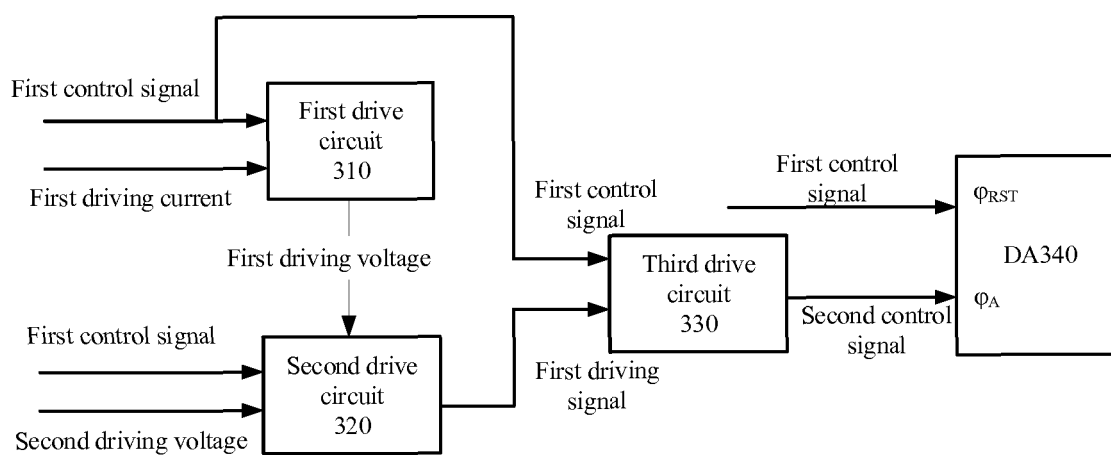 First control signal
First drive
circuit
310
First driving current
First driving voltage
First control signal
Second drive
circuit
320
Second driving voltage
First control
signal
Third drive
circuit
330
First driving
signal
First control
signal
Second control
signal
φRST
DA340
φA